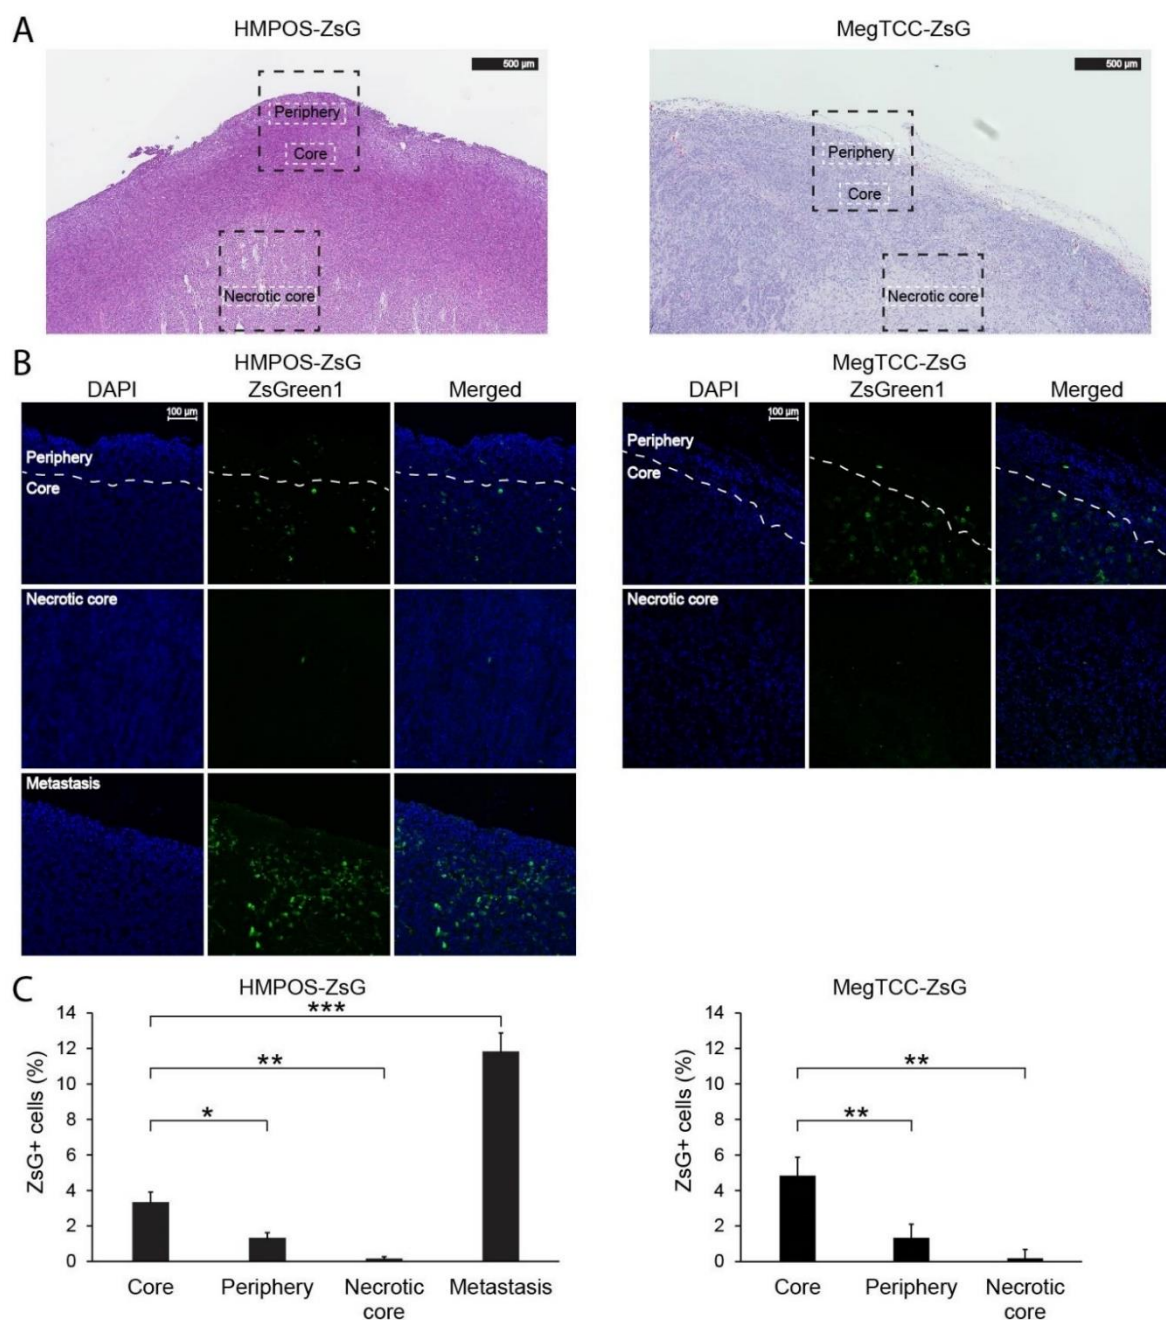 A
HMPOS-ZsG
MegTCC-ZsG
500 µm
Periphery
Core
Necrotic core
500 µm
Periphery
Core
Necrotic core
B
HMPOS-ZsG
DAPI
ZsGreen1
Merged
100 µm
Periphery
Core
Necrotic core
Metastasis
MegTCC-ZsG
DAPI
ZsGreen1
Merged
100 µm
Periphery
Core
Necrotic core
C
HMPOS-ZsG
ZsG+ cells (%)
14
12
10
8
6
4
2
0
***
**
*
Core
Periphery
Necrotic
core
Metastasis
MegTCC-ZsG
ZsG+ cells (%)
14
12
10
8
6
4
2
0
**
**
Core
Periphery
Necrotic
core